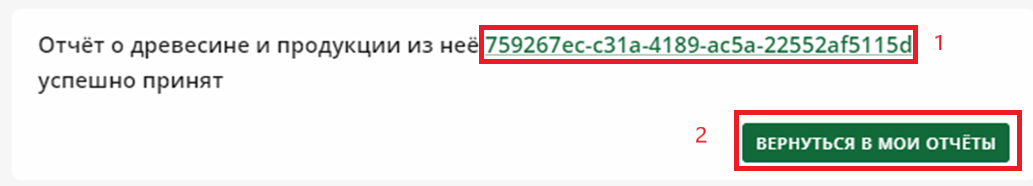 Отчёт о древесине и продукции из неё 759267ec-c31a-4189-ac5a-22552af5115d 1
успешно принят
2 ВЕРНУТЬСЯ В МОИ ОТЧЁТЫ